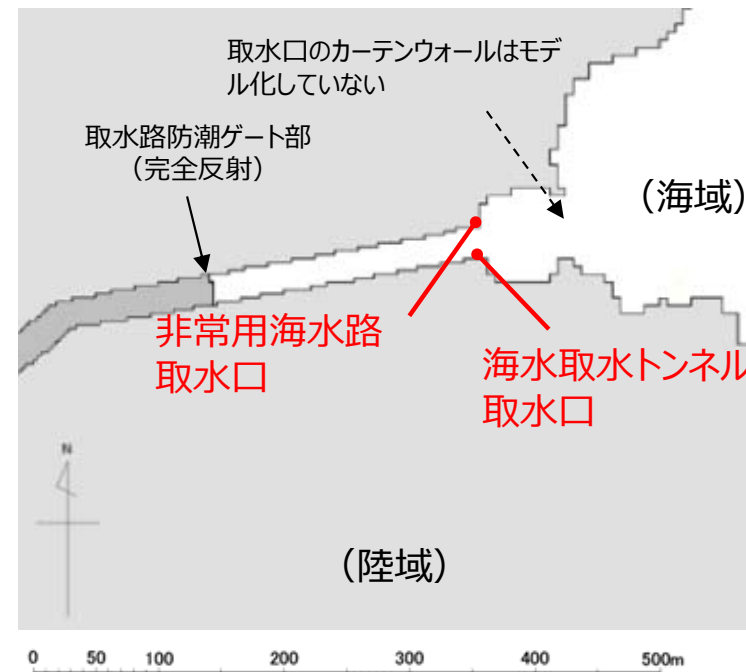 取水口のカーテンウォールはモデ
ル化していない
取水路防潮ゲート部
（完全反射）
（海域）
非常用海水路
取水口
海水取水トンネル
取水口
N
（陸域）
0 50 100 200 300 400 500m